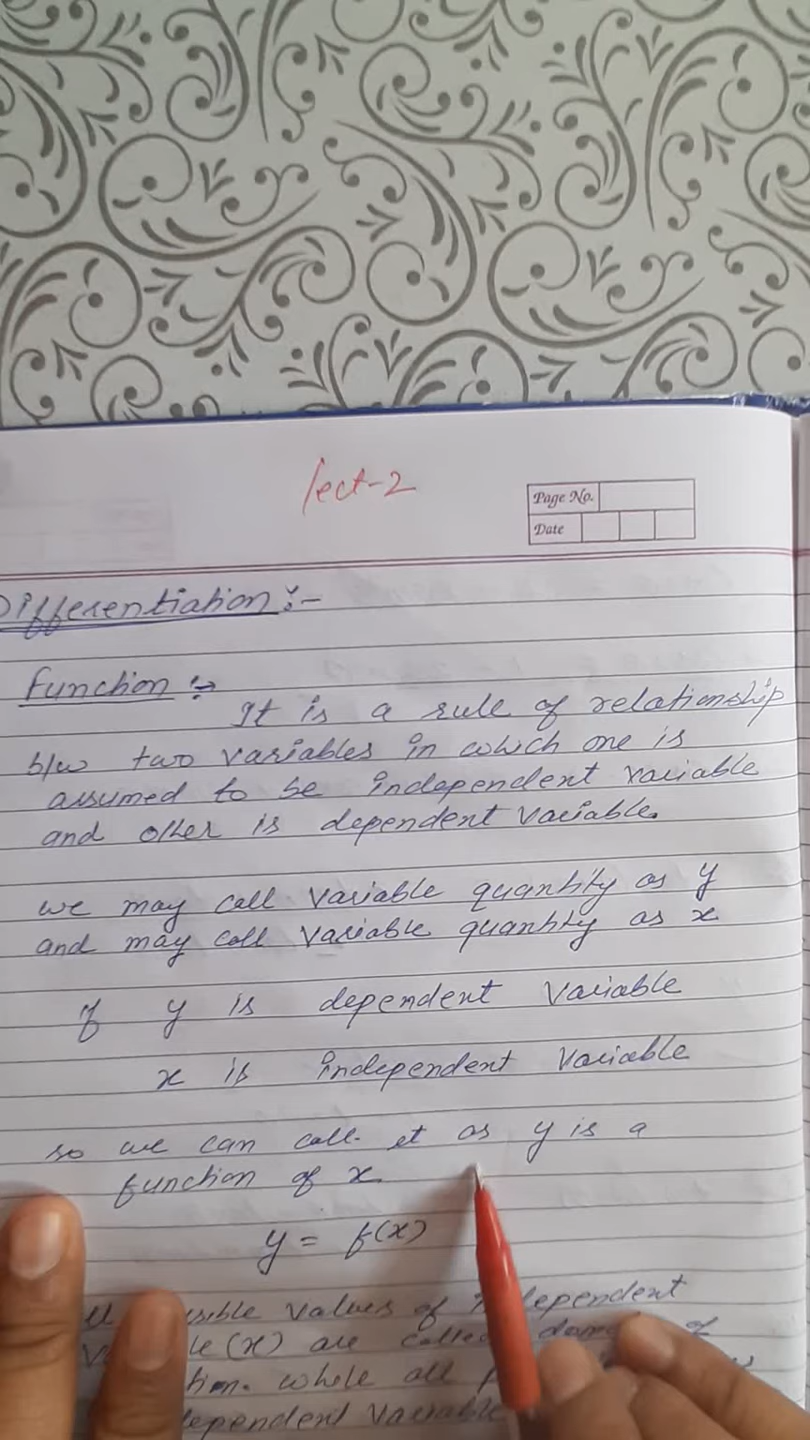 lect-2
Page No.
Date
Differentiation :-
Function :-
It is a rule of relationship
b/w two variables in which one is
assumed to be independent variable
and other is dependent variable.
we may call variable quantity as y
and may call variable quantity as x
If y is dependent variable
x is independent variable
so we can call it as y is a
function of x
y = f(x)
values of
(x) are called
while all
dependent variable